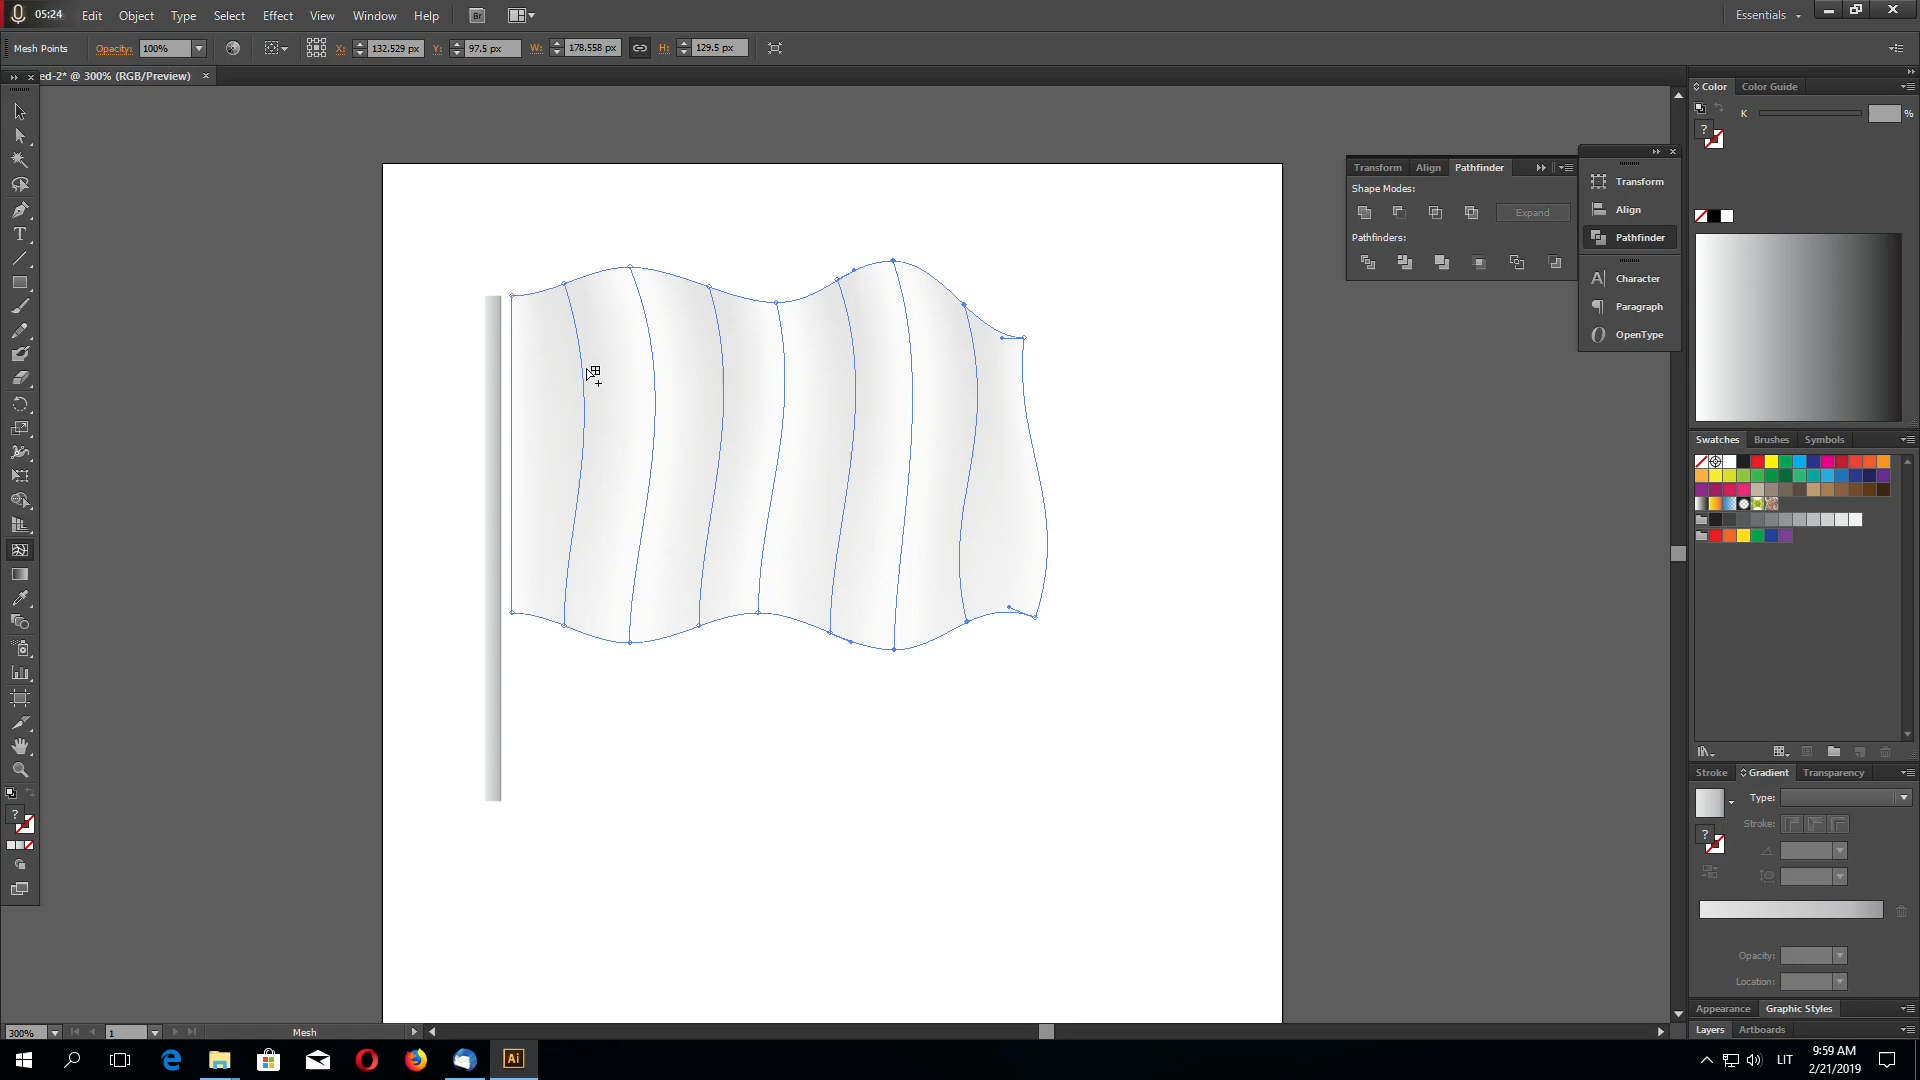 05:24 Edit Object Type Select Effect View Window Help Br Essentials
Mesh Points Opacity: 100% X: 132.529 px Y: 97.5 px W: 178.558 px H: 129.5 px
ed-2* @ 300% (RGB/Preview)
Color Color Guide
K %
Transform Align Pathfinder
Shape Modes:
Expand
Pathfinders:
Transform
Align
Pathfinder
Character
Paragraph
OpenType
Swatches Brushes Symbols
Stroke Gradient Transparency
Type:
Stroke:
Opacity:
Location:
Appearance Graphic Styles
Layers Artboards
300% 1 Mesh
Ai LIT 9:59 AM
2/21/2019